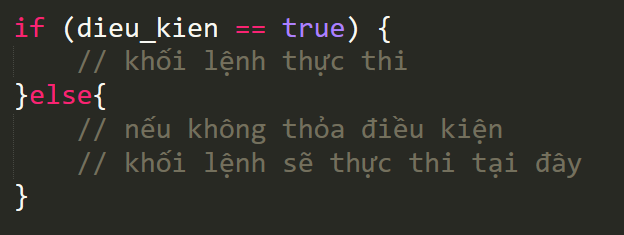 if (dieu_kien == true) {
    // khối lệnh thực thi
}else{
    // nếu không thỏa điều kiện
    // khối lệnh sẽ thực thi tại đây
}